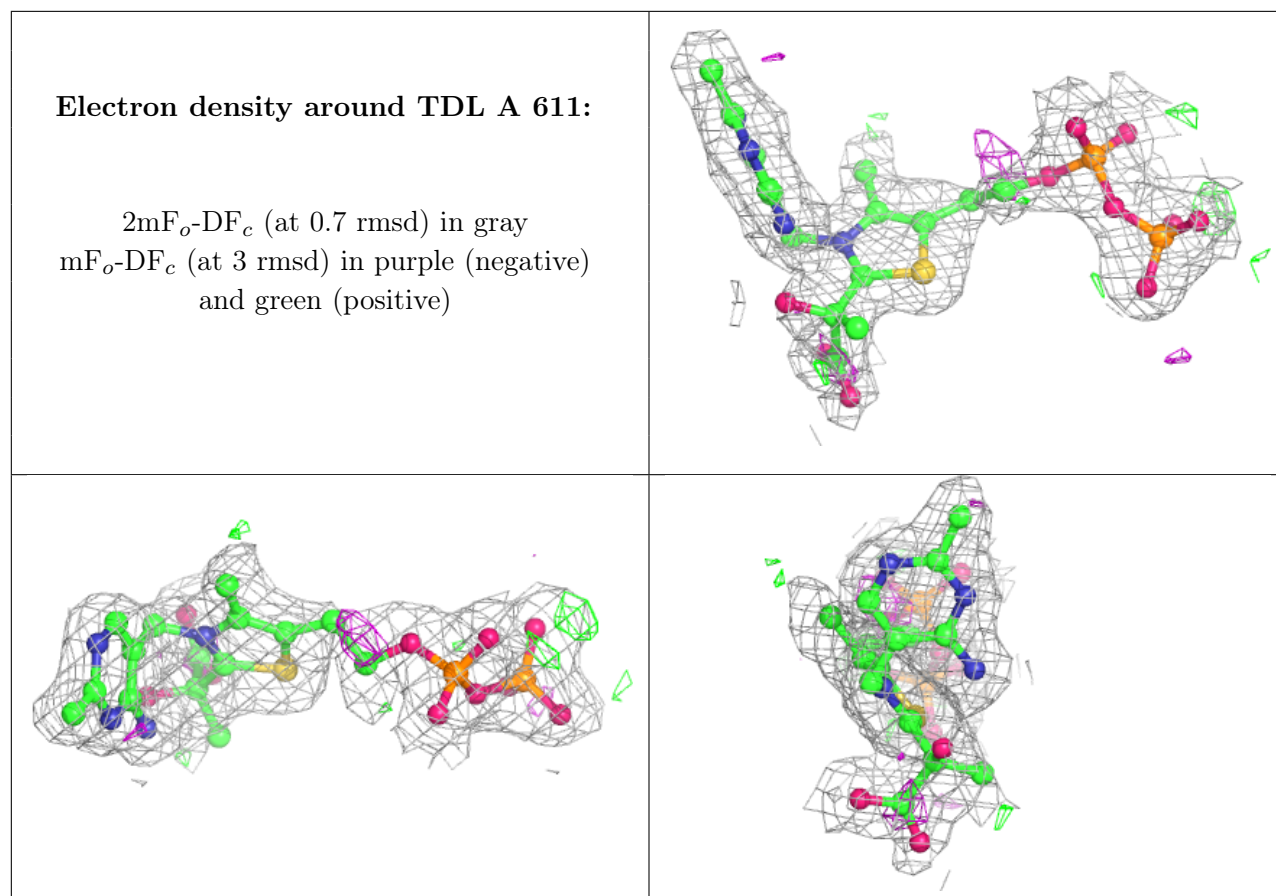 Electron density around TDL A 611:
2mFₒ-DF𝒸 (at 0.7 rmsd) in gray
mFₒ-DF𝒸 (at 3 rmsd) in purple (negative)
and green (positive)